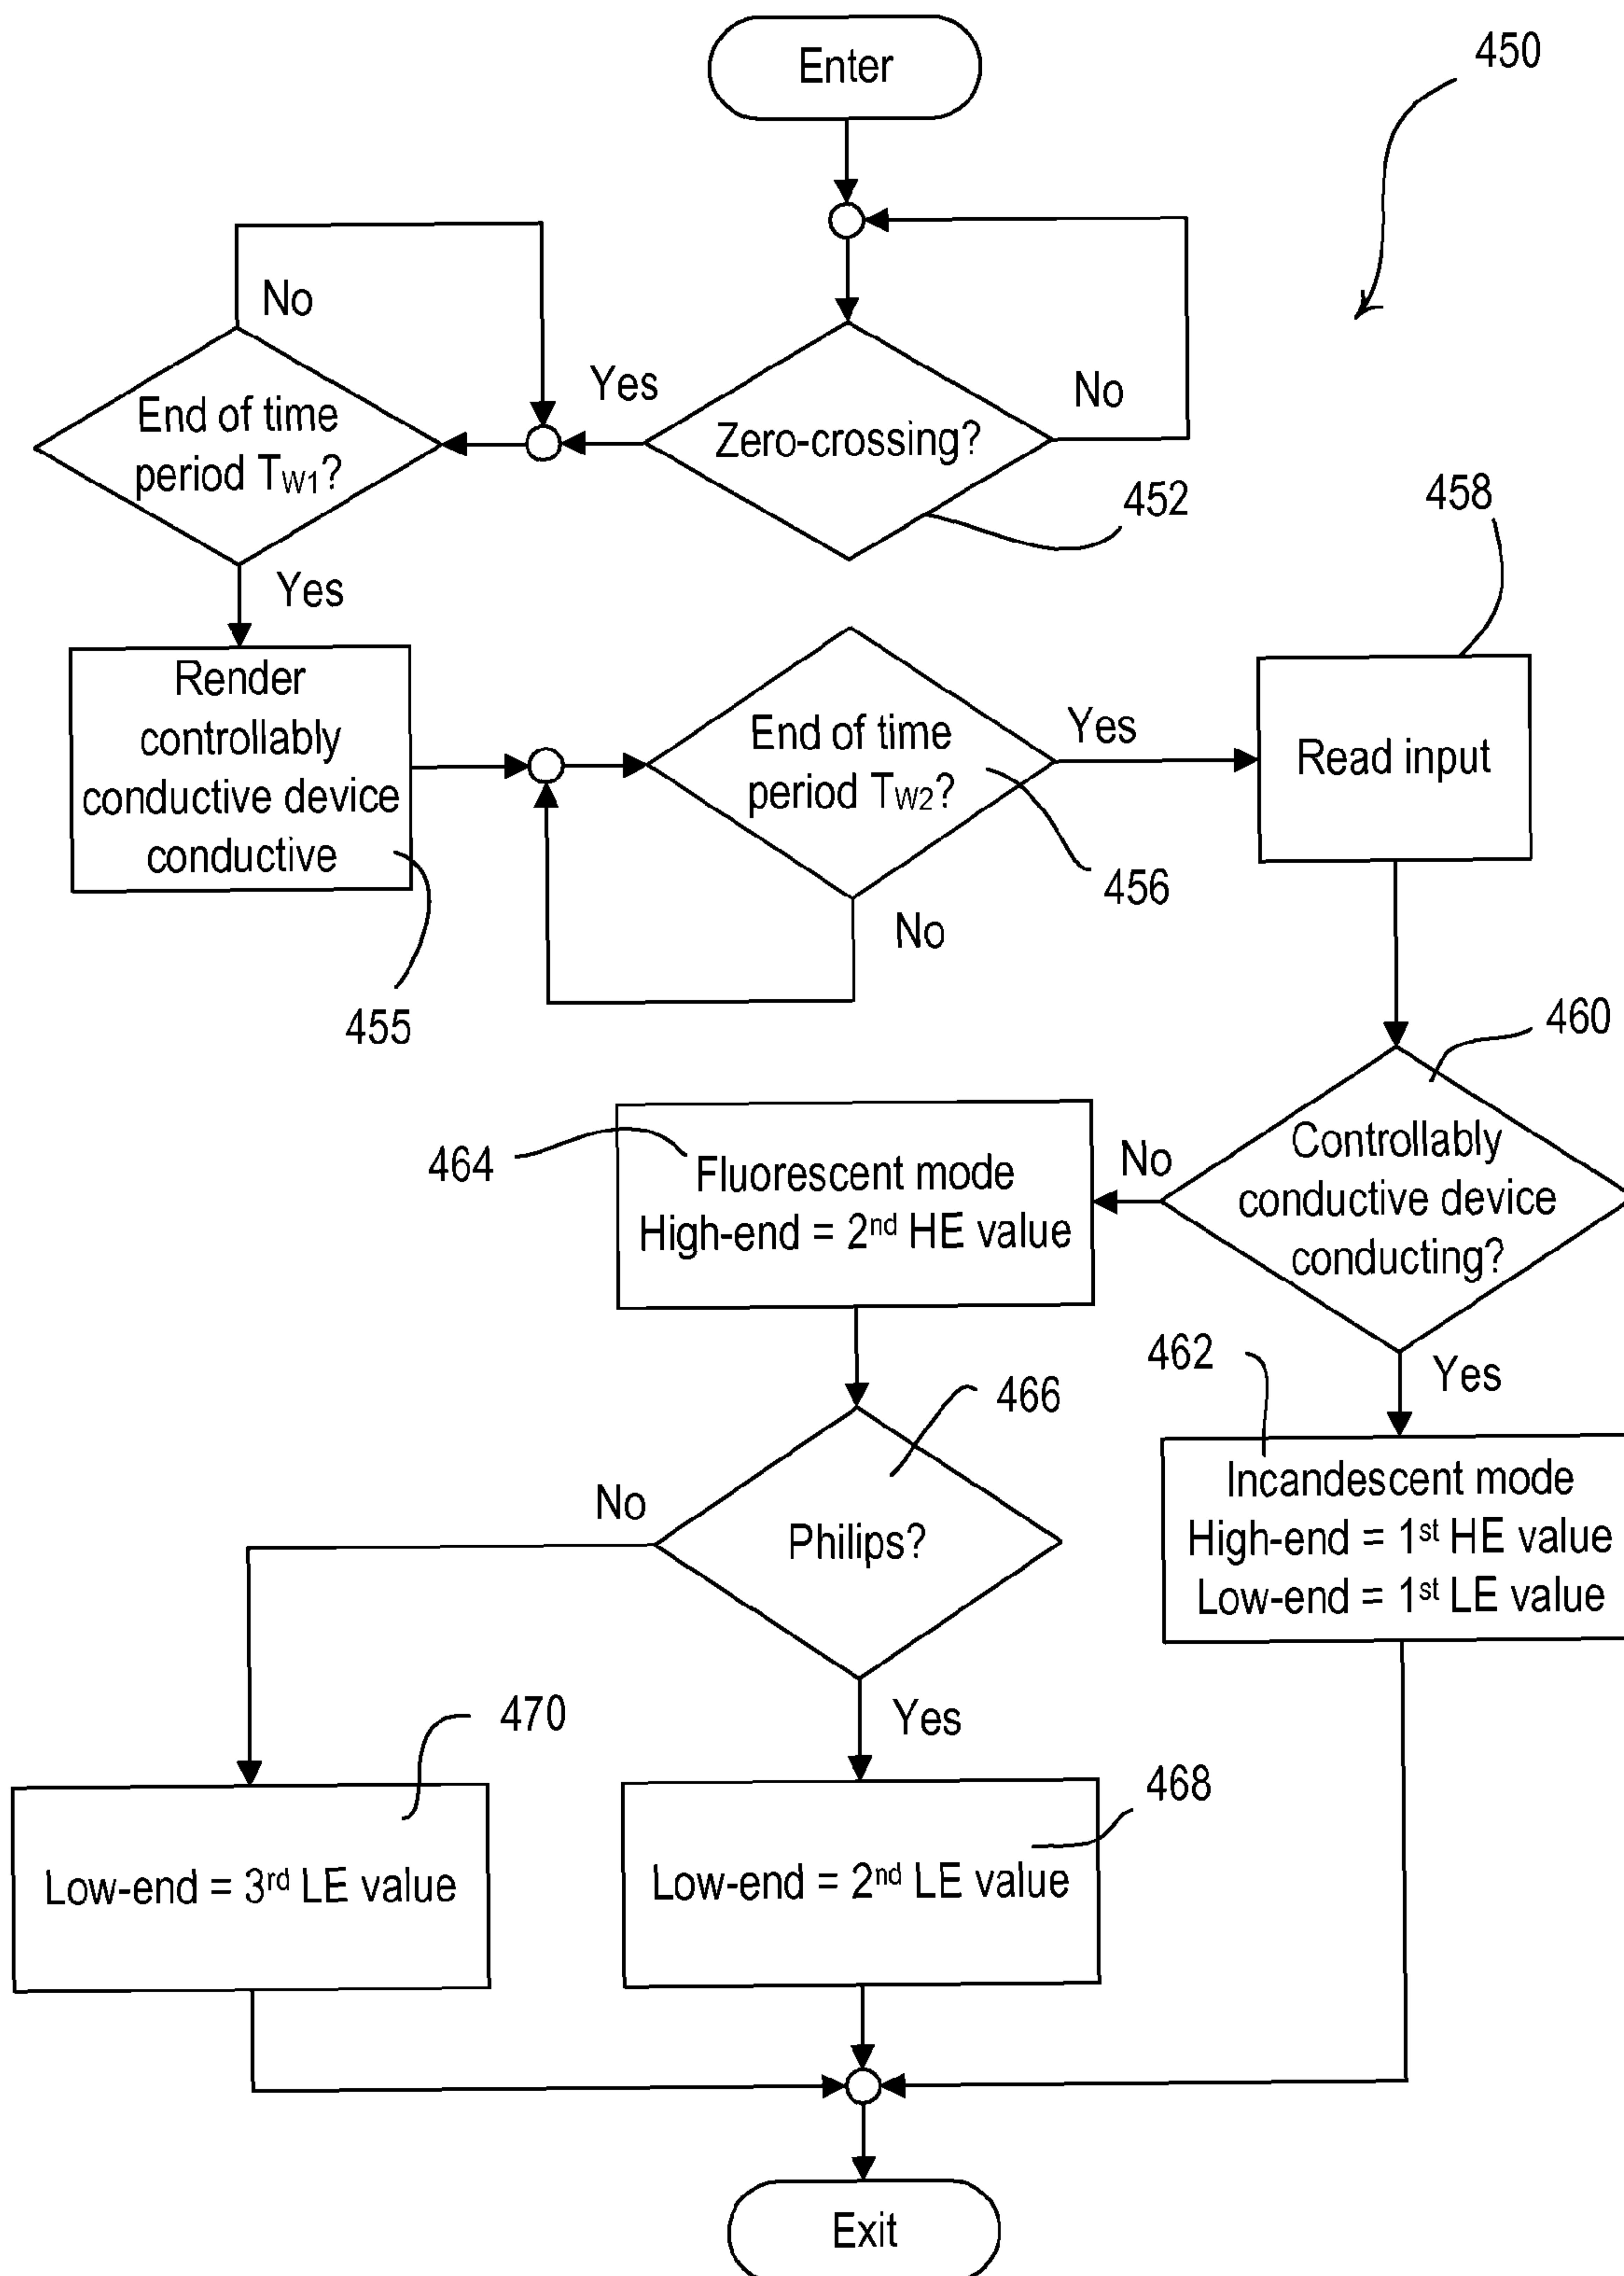 Enter
450
No
Yes
Zero-crossing?
No
452
End of time
period TW1?
Yes
458
Render
controllably
conductive device
conductive
455
End of time
period TW2?
Yes
456
No
Read input
460
Controllably
conductive device
conducting?
No
464
Fluorescent mode
High-end = 2nd HE value
Yes
462
Incandescent mode
High-end = 1st HE value
Low-end = 1st LE value
466
Philips?
No
Yes
470
Low-end = 3rd LE value
468
Low-end = 2nd LE value
Exit